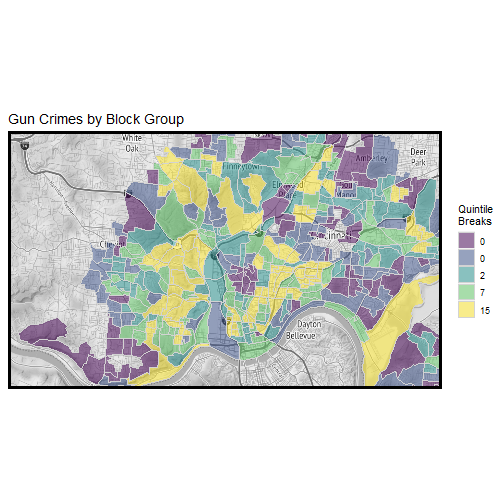 Gun Crimes by Block Group
White
Oak
Finneytown
Amberley
Deer
Park
Elmwood
Place
Cheviot
Dayton
Bellevue
Quintile
Breaks
0
0
2
7
15